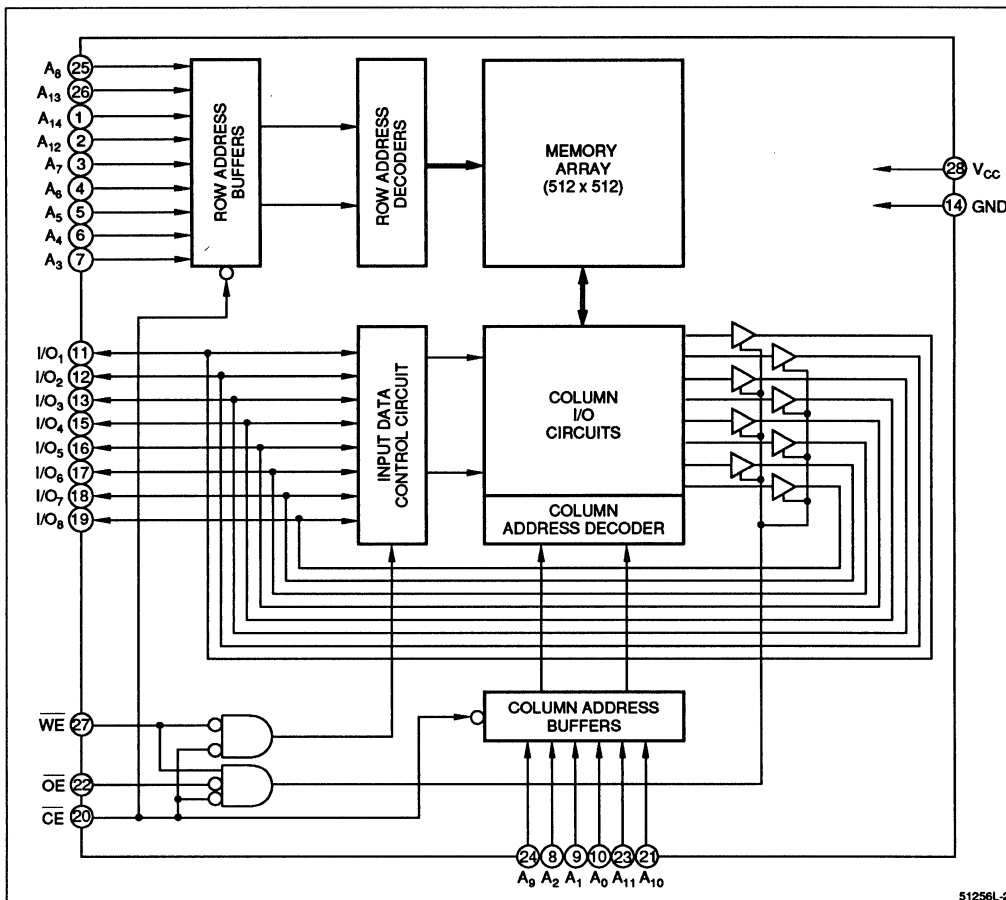 A8 25
A13 26
A14 1
A12 2
A7 3
A6 4
A5 5
A4 6
A3 7
ROW ADDRESS
BUFFERS
ROW ADDRESS
DECODERS
MEMORY
ARRAY
(512 x 512)
28 VCC
14 GND
I/O1 11
I/O2 12
I/O3 13
I/O4 15
I/O5 16
I/O6 17
I/O7 18
I/O8 19
INPUT DATA
CONTROL CIRCUIT
COLUMN
I/O
CIRCUITS
COLUMN
ADDRESS DECODER
COLUMN ADDRESS
BUFFERS
W̅E̅ 27
O̅E̅ 22
C̅E̅ 20
24 8 9 10 23 21
A9 A2 A1 A0 A11 A10
51256L-2